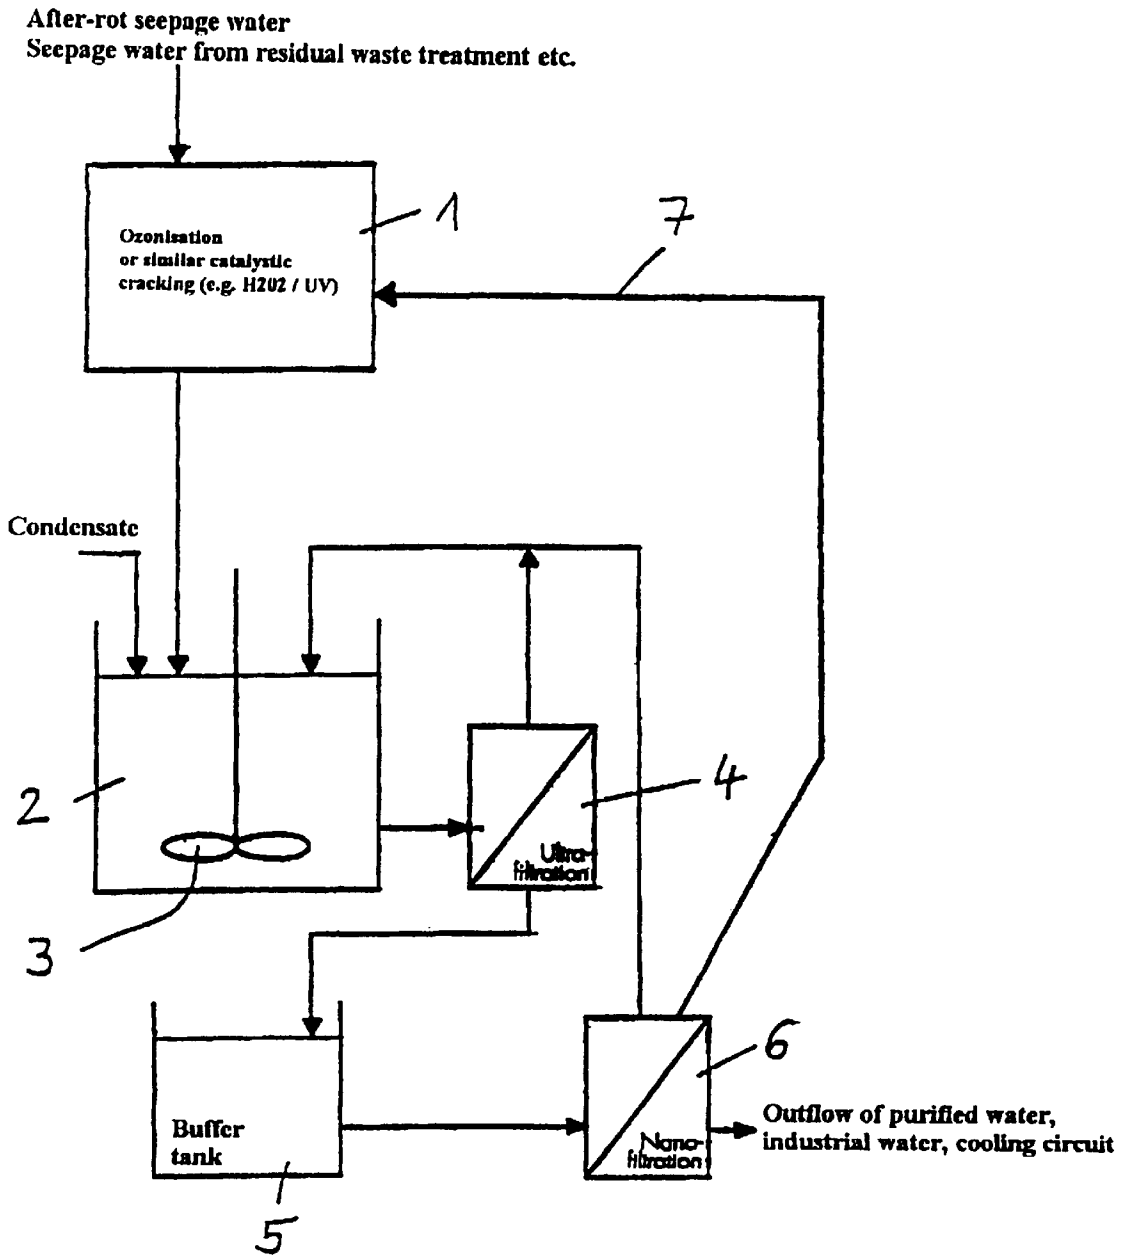 After-rot seepage water
Seepage water from residual waste treatment etc.
1
7
Ozonisation
or similar catalystic
cracking (e.g. H202 / UV)
Condensate
4
2
Ultra-
filtration
3
6
Outflow of purified water,
industrial water, cooling circuit
Buffer
tank
Nano-
filtration
5